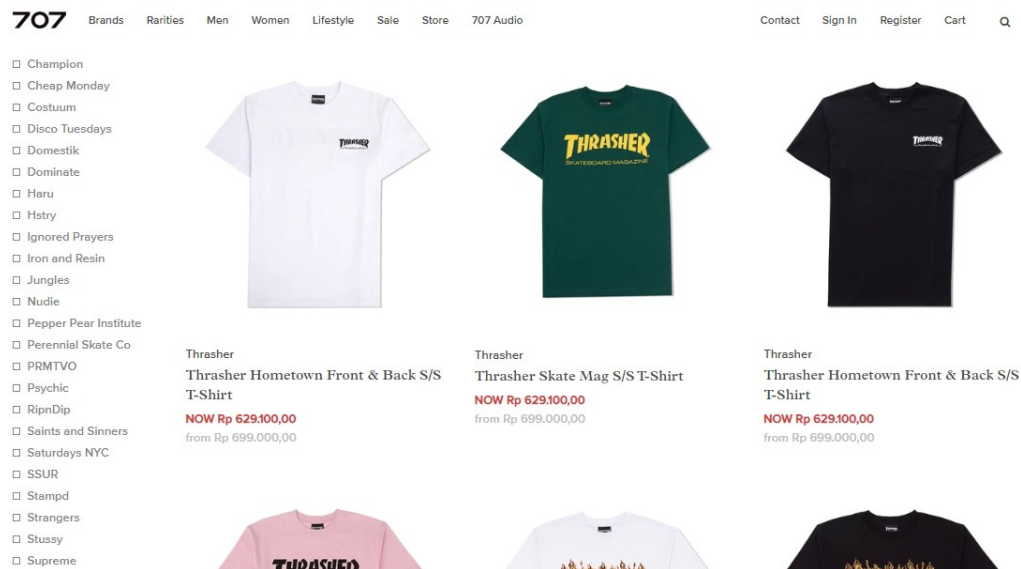 707 Brands Rarities Men Women Lifestyle Sale Store 707 Audio Contact Sign In Register Cart
Champion
Cheap Monday
Costuum
Disco Tuesdays
Domestik
Dominate
Haru
Hstry
Ignored Prayers
Iron and Resin
Jungles
Nudie
Pepper Pear Institute
Perennial Skate Co
PRMTVO
Psychic
RipnDip
Saints and Sinners
Saturdays NYC
SSUR
Stampd
Strangers
Stussy
Supreme
THRASHER
Thrasher
Thrasher Hometown Front & Back S/S
T-Shirt
NOW Rp 629.100,00
from Rp 699.000,00
THRASHER
SKATEBOARD MAGAZINE
Thrasher
Thrasher Skate Mag S/S T-Shirt
NOW Rp 629.100,00
from Rp 699.000,00
THRASHER
Thrasher
Thrasher Hometown Front & Back S/S
T-Shirt
NOW Rp 629.100,00
from Rp 699.000,00
THRASHER